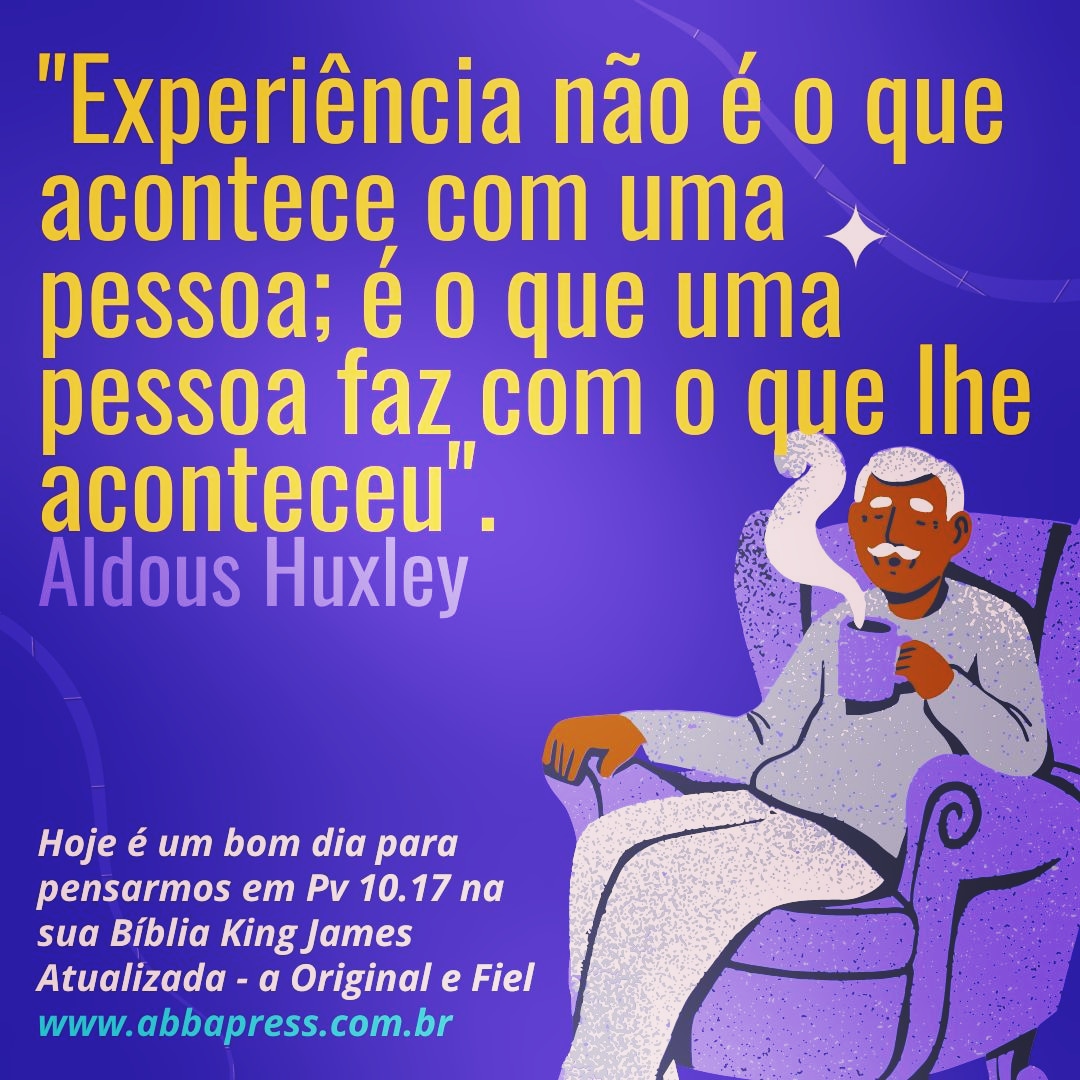 "Experiência não é o que
acontece com uma
pessoa; é o que uma
pessoa faz com o que lhe
aconteceu".
Aldous Huxley
Hoje é um bom dia para
pensarmos em Pv 10.17 na
sua Bíblia King James
Atualizada - a Original e Fiel
www.abbapress.com.br